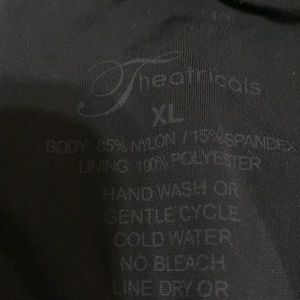 Theatricals
XL
BODY: 85% NYLON / 15% SPANDEX
LINING: 100% POLYESTER
HAND WASH OR
GENTLE CYCLE
COLD WATER
NO BLEACH
LINE DRY OR